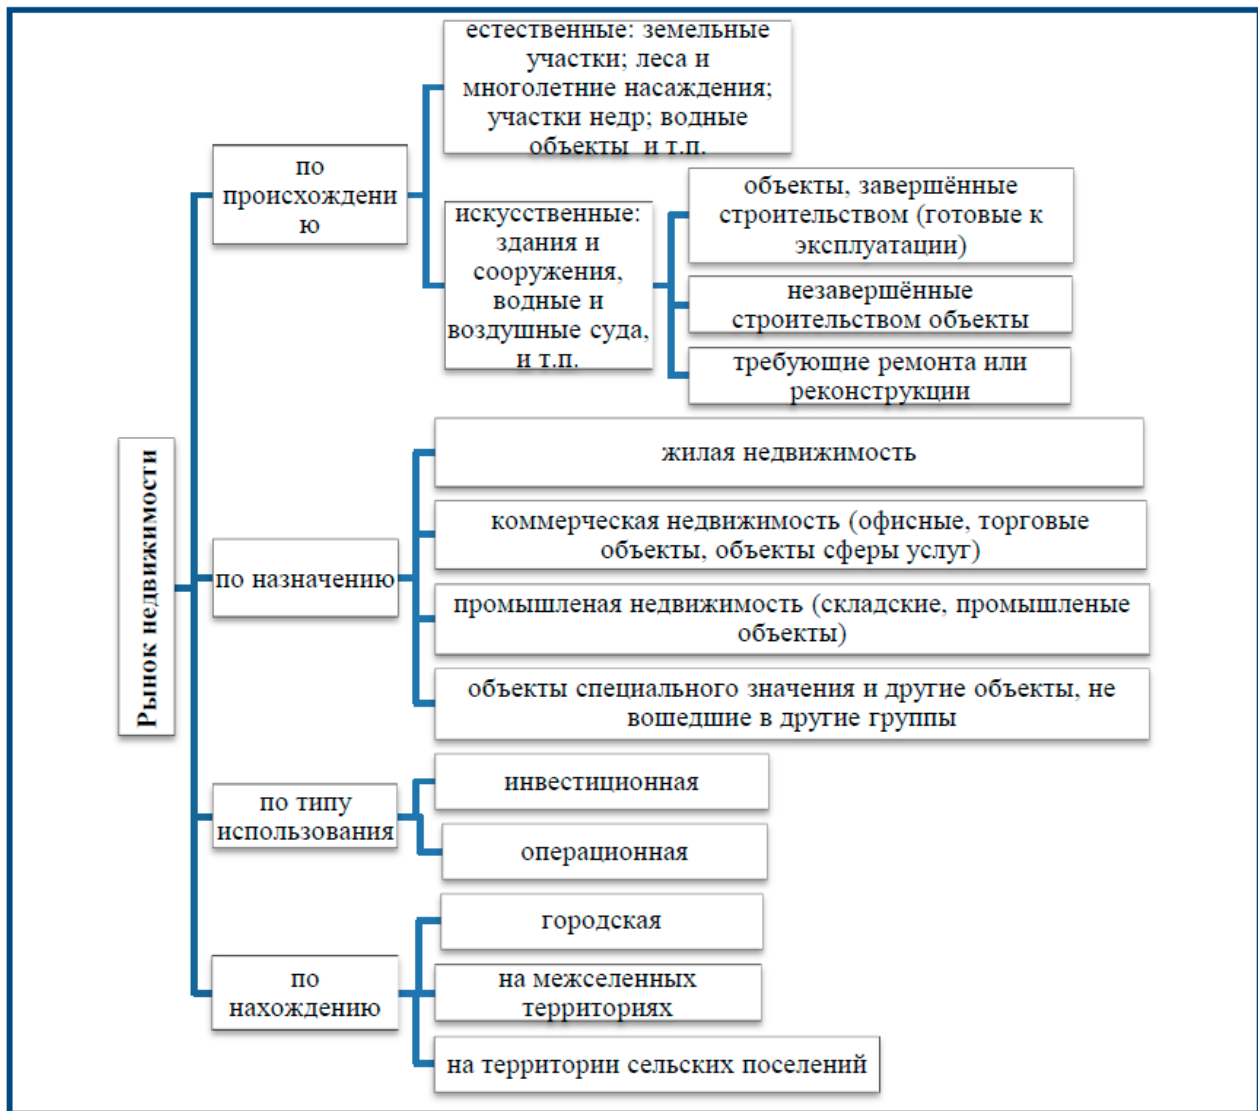 Рынок недвижимости
по
происхождени
ю
естественные: земельные
участки; леса и
многолетние насаждения;
участки недр; водные
объекты и т.п.
искусственные:
здания и
сооружения,
водные и
воздушные суда,
и т.п.
объекты, завершённые
строительством (готовые к
эксплуатации)
незавершённые
строительством объекты
требующие ремонта или
реконструкции
по назначению
жилая недвижимость
коммерческая недвижимость (офисные, торговые
объекты, объекты сферы услуг)
промышленая недвижимость (складские, промышленые
объекты)
объекты специального значения и другие объекты, не
вошедшие в другие группы
по типу
использования
инвестиционная
операционная
по
нахождению
городская
на межселенных
территориях
на территории сельских поселений